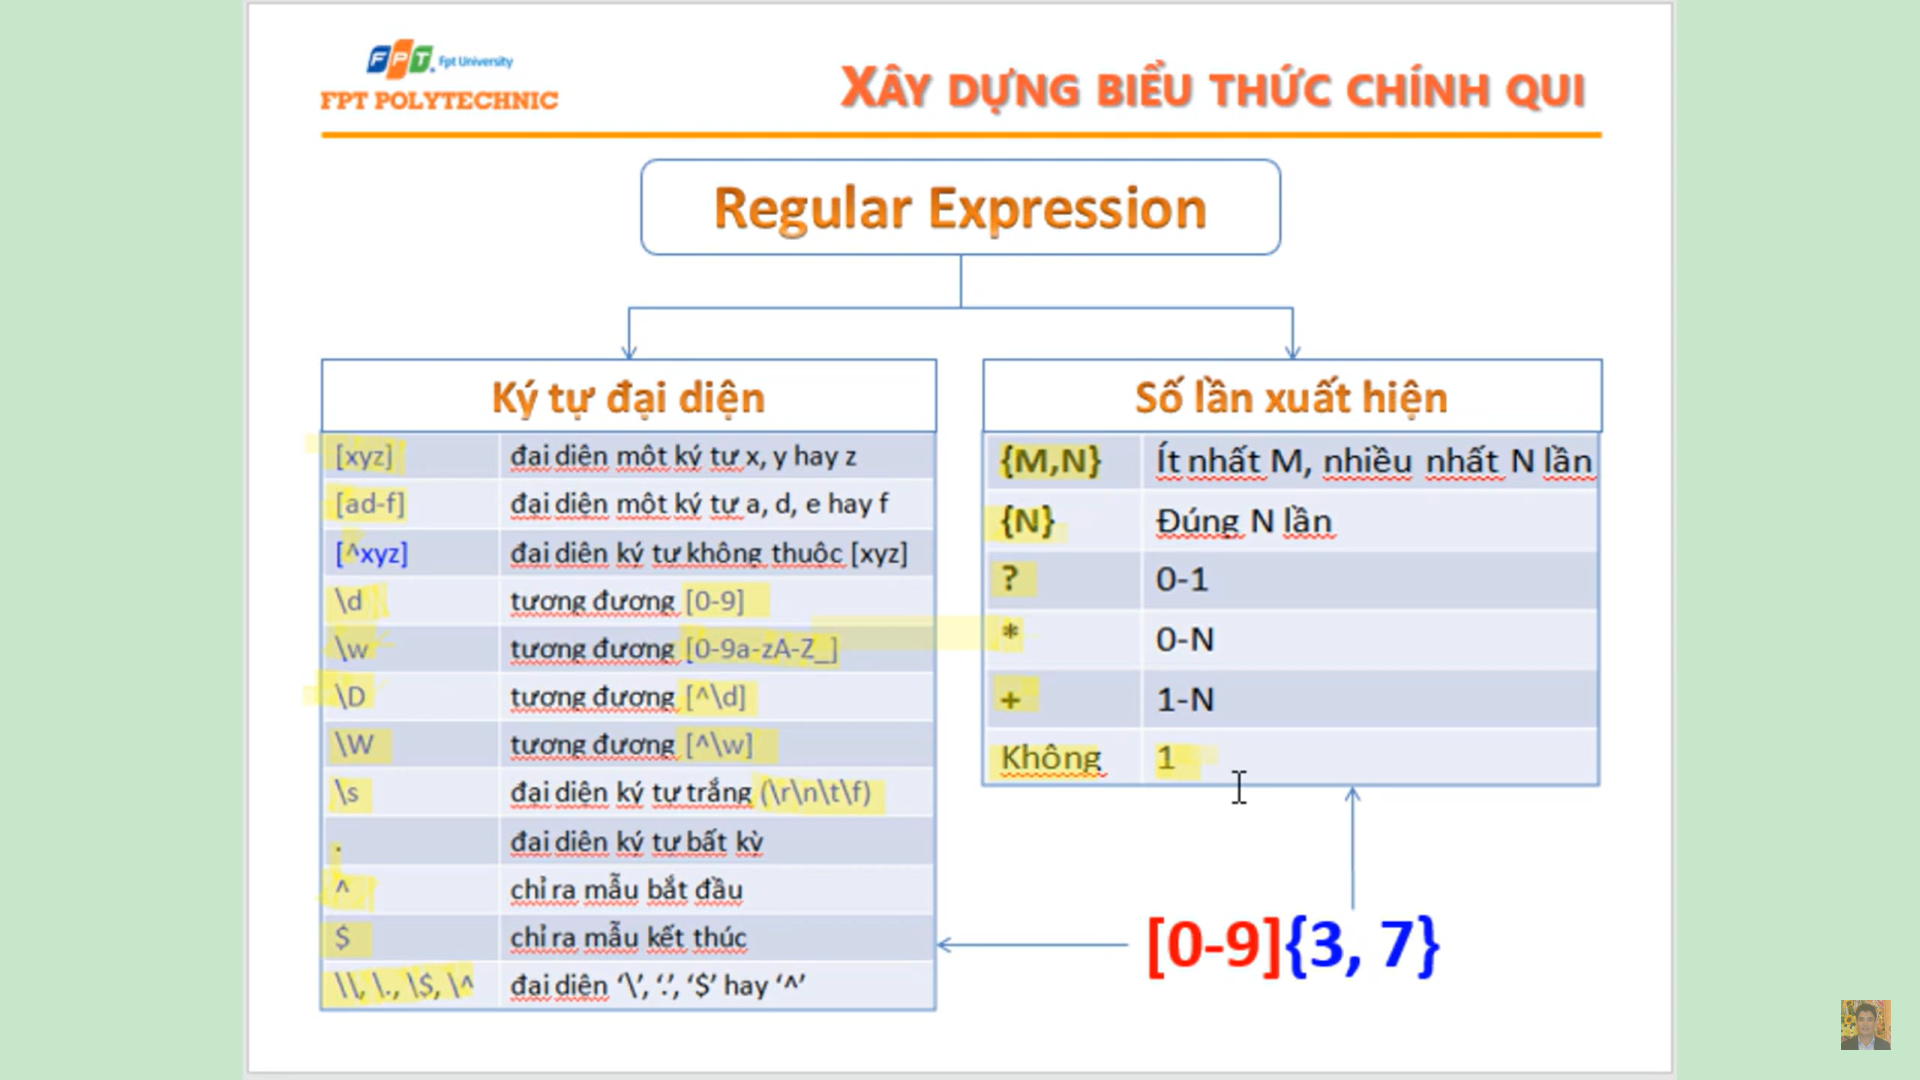 FPT. Fpt University
FPT POLYTECHNIC
XÂY DỰNG BIỂU THỨC CHÍNH QUI
Regular Expression
Ký tự đại diện
[xyz] đại diện một ký tự x, y hay z
[ad-f] đại diện một ký tự a, d, e hay f
[^xyz] đại diện ký tự không thuộc [xyz]
\d tương đương [0-9]
\w tương đương [0-9a-zA-Z_]
\D tương đương [^\d]
\W tương đương [^\w]
\s đại diện ký tự trắng (\r\n\t\f)
. đại diện ký tự bất kỳ
^ chỉ ra mẫu bắt đầu
$ chỉ ra mẫu kết thúc
\\, \., \$, \^ đại diện ‘\’, ‘.’, ‘$’ hay ‘^’
Số lần xuất hiện
{M,N} Ít nhất M, nhiều nhất N lần
{N} Đúng N lần
? 0-1
* 0-N
+ 1-N
Không 1
[0-9]{3, 7}